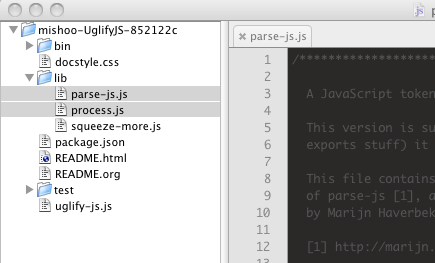 mishoo-UglifyJS-852122c
bin
docstyle.css
lib
parse-js.js
process.js
squeeze-more.js
package.json
README.html
README.org
test
uglify-js.js
parse-js.js
1 /*********************
2
3 A JavaScript token
4
5 This version is su
6 exports stuff) it
7
8 This file contains
9 of parse-js [1], a
10 by Marijn Haverbek
11
12 [1] http://marijn.
13